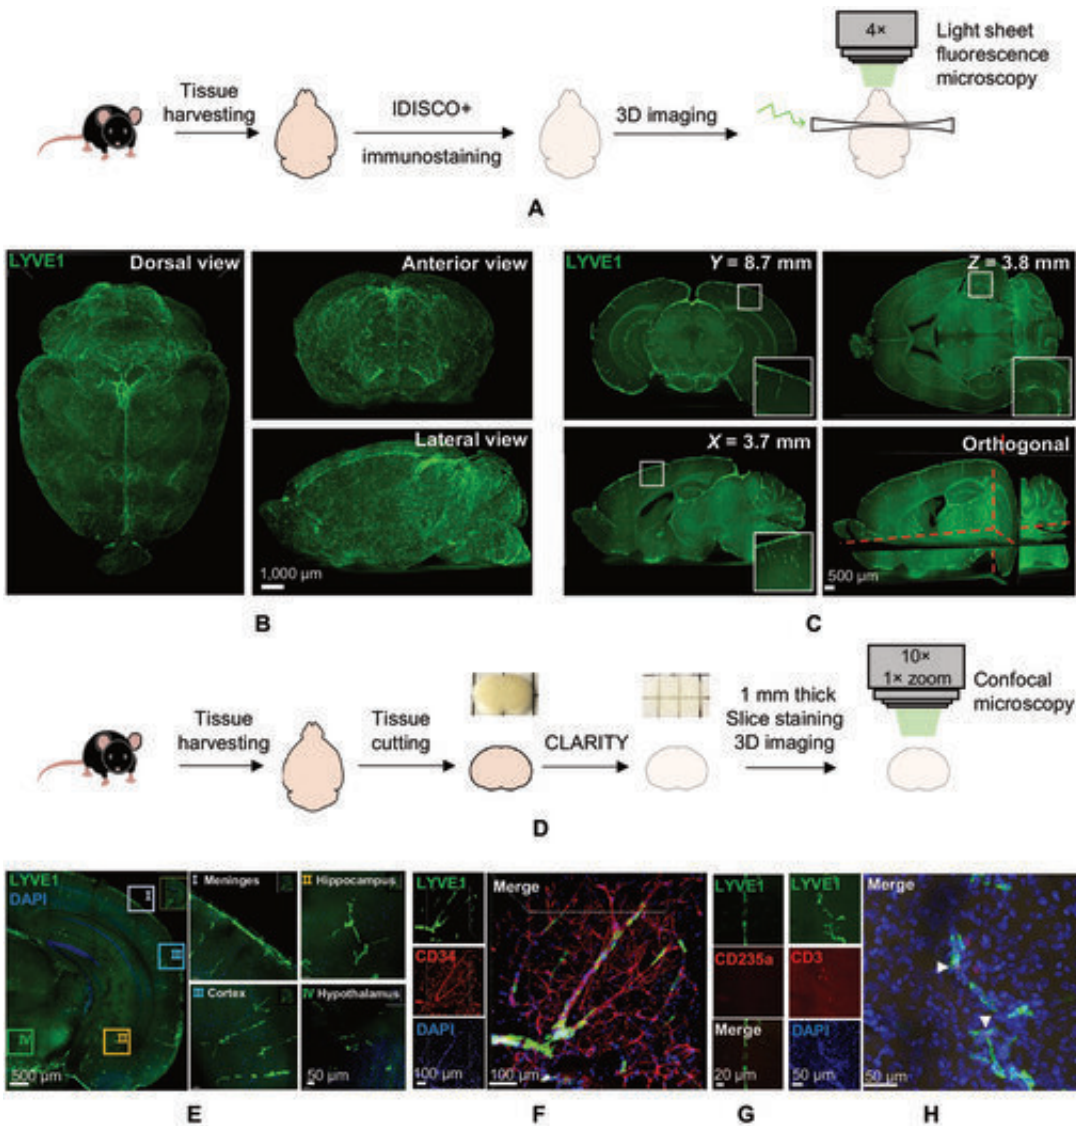 Tissue
harvesting
IDISCO+
immunostaining
3D imaging
4×
Light sheet
fluorescence
microscopy
A
LYVE1
Dorsal view
Anterior view
Lateral view
1,000 µm
B
LYVE1
Y = 8.7 mm
Z = 3.8 mm
X = 3.7 mm
Orthogonal
500 µm
C
Tissue
harvesting
Tissue
cutting
CLARITY
1 mm thick
Slice staining
3D imaging
10×
1× zoom
Confocal
microscopy
D
LYVE1
DAPI
I
III
II
IV
500 µm
I Meninges
II Hippocampus
III Cortex
IV Hypothalamus
50 µm
E
LYVE1
CD34
DAPI
100 µm
Merge
100 µm
F
LYVE1
CD235a
Merge
20 µm
G
LYVE1
CD3
DAPI
50 µm
Merge
50 µm
H